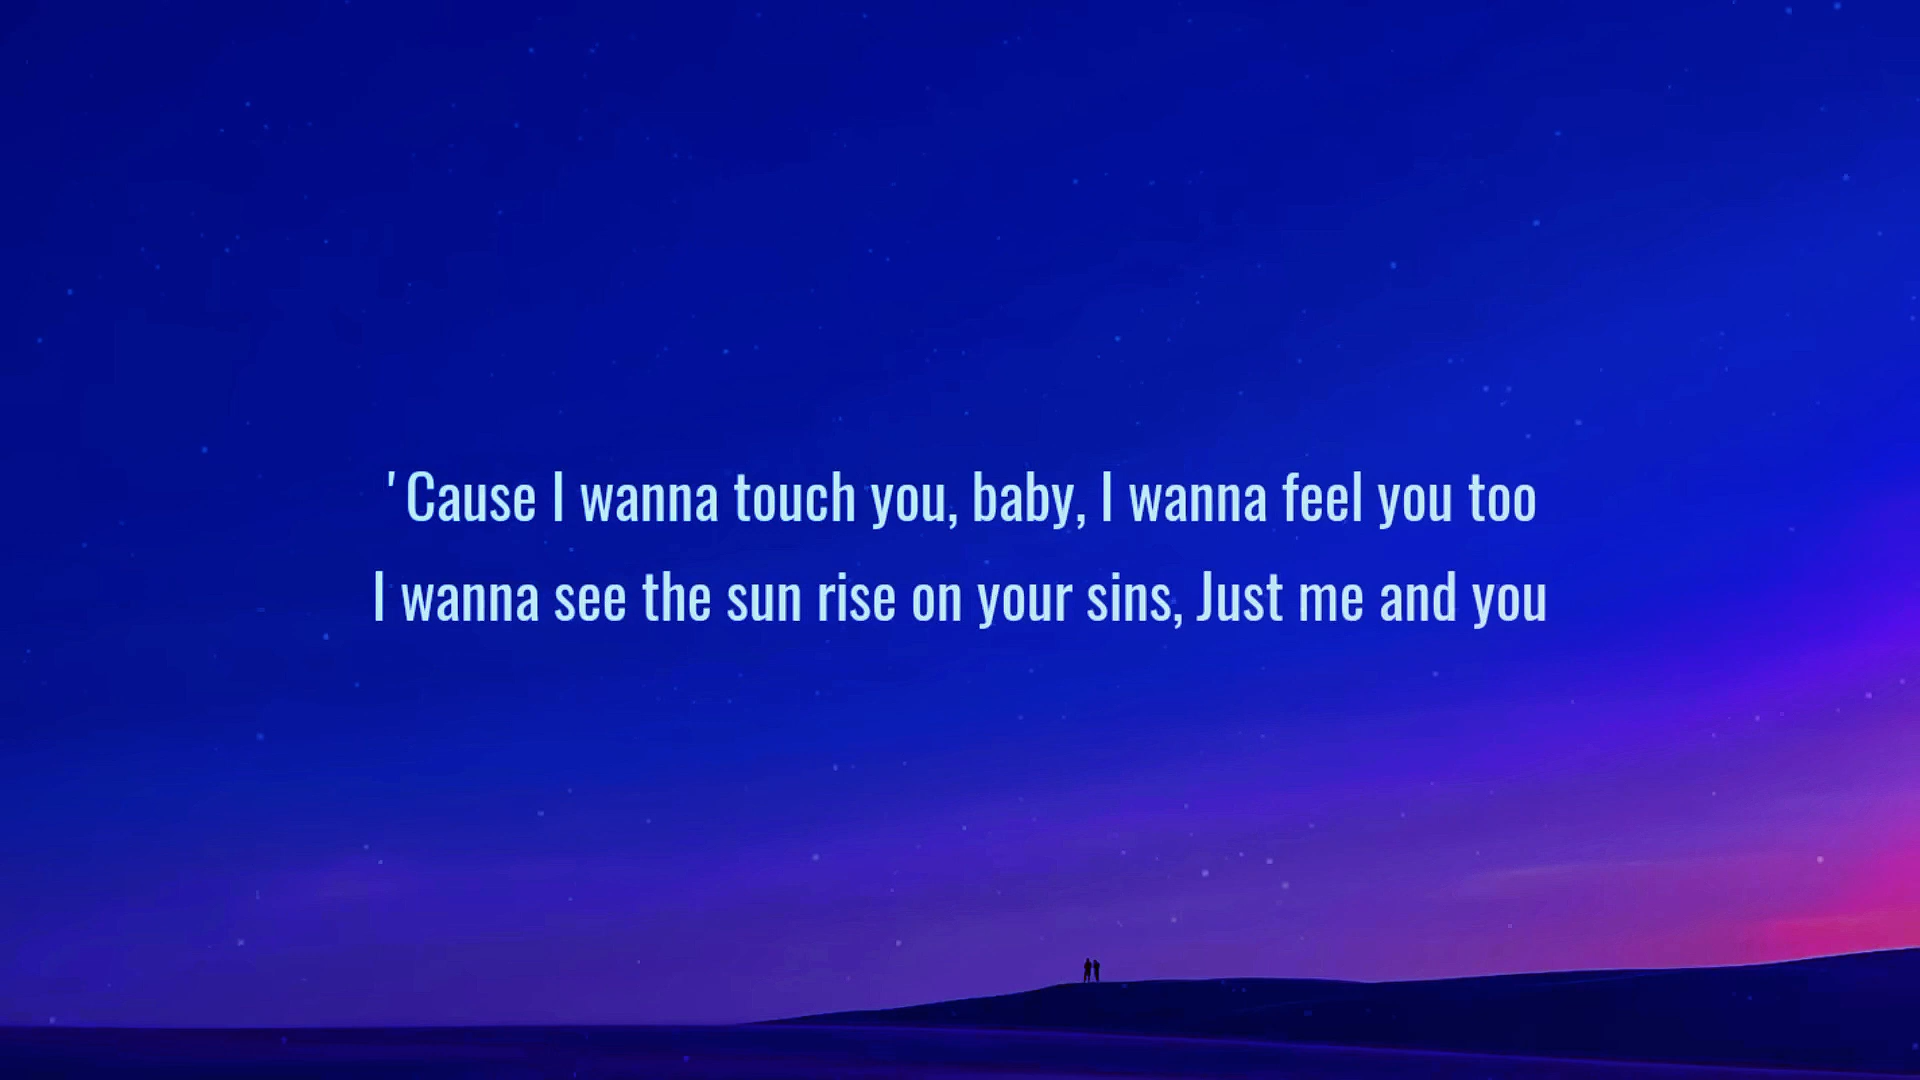 'Cause I wanna touch you, baby, I wanna feel you too
I wanna see the sun rise on your sins, Just me and you